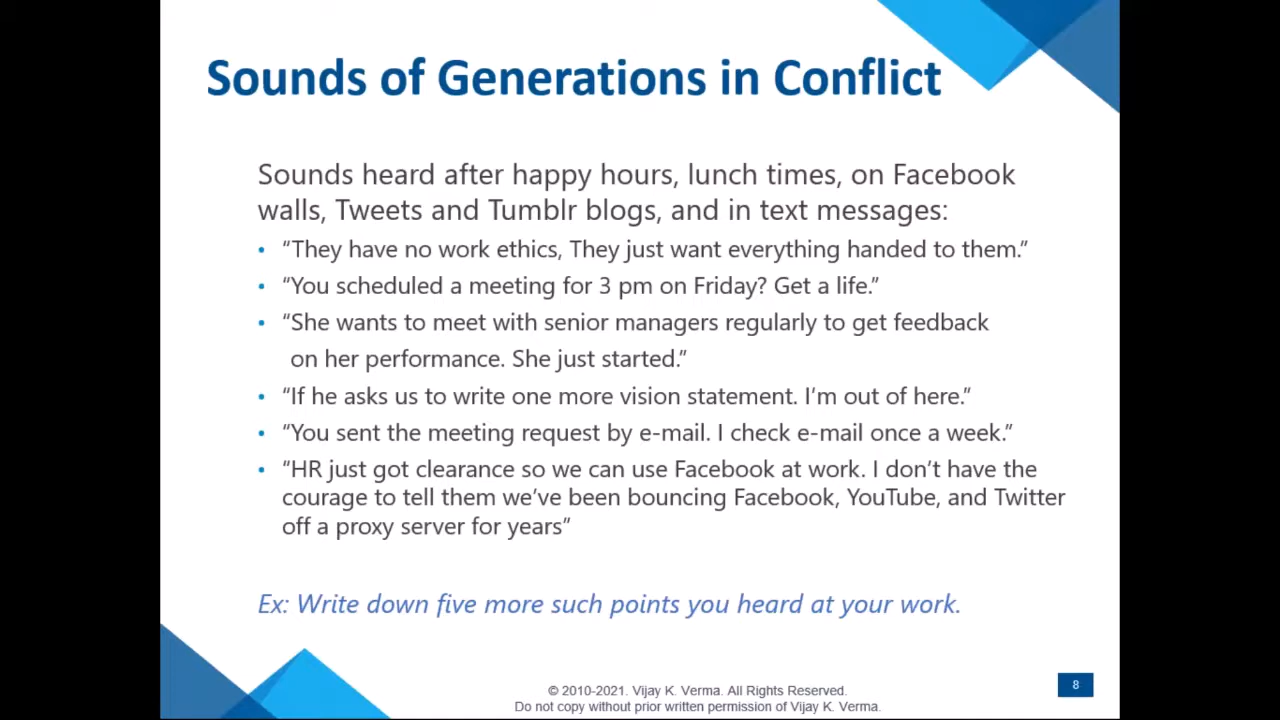 Sounds of Generations in Conflict
Sounds heard after happy hours, lunch times, on Facebook
walls, Tweets and Tumblr blogs, and in text messages:
• “They have no work ethics, They just want everything handed to them.”
• “You scheduled a meeting for 3 pm on Friday? Get a life.”
• “She wants to meet with senior managers regularly to get feedback
on her performance. She just started.”
• “If he asks us to write one more vision statement. I’m out of here.”
• “You sent the meeting request by e-mail. I check e-mail once a week.”
• “HR just got clearance so we can use Facebook at work. I don’t have the
courage to tell them we’ve been bouncing Facebook, YouTube, and Twitter
off a proxy server for years”
Ex: Write down five more such points you heard at your work.
© 2010-2021. Vijay K. Verma. All Rights Reserved.
Do not copy without prior written permission of Vijay K. Verma.
8